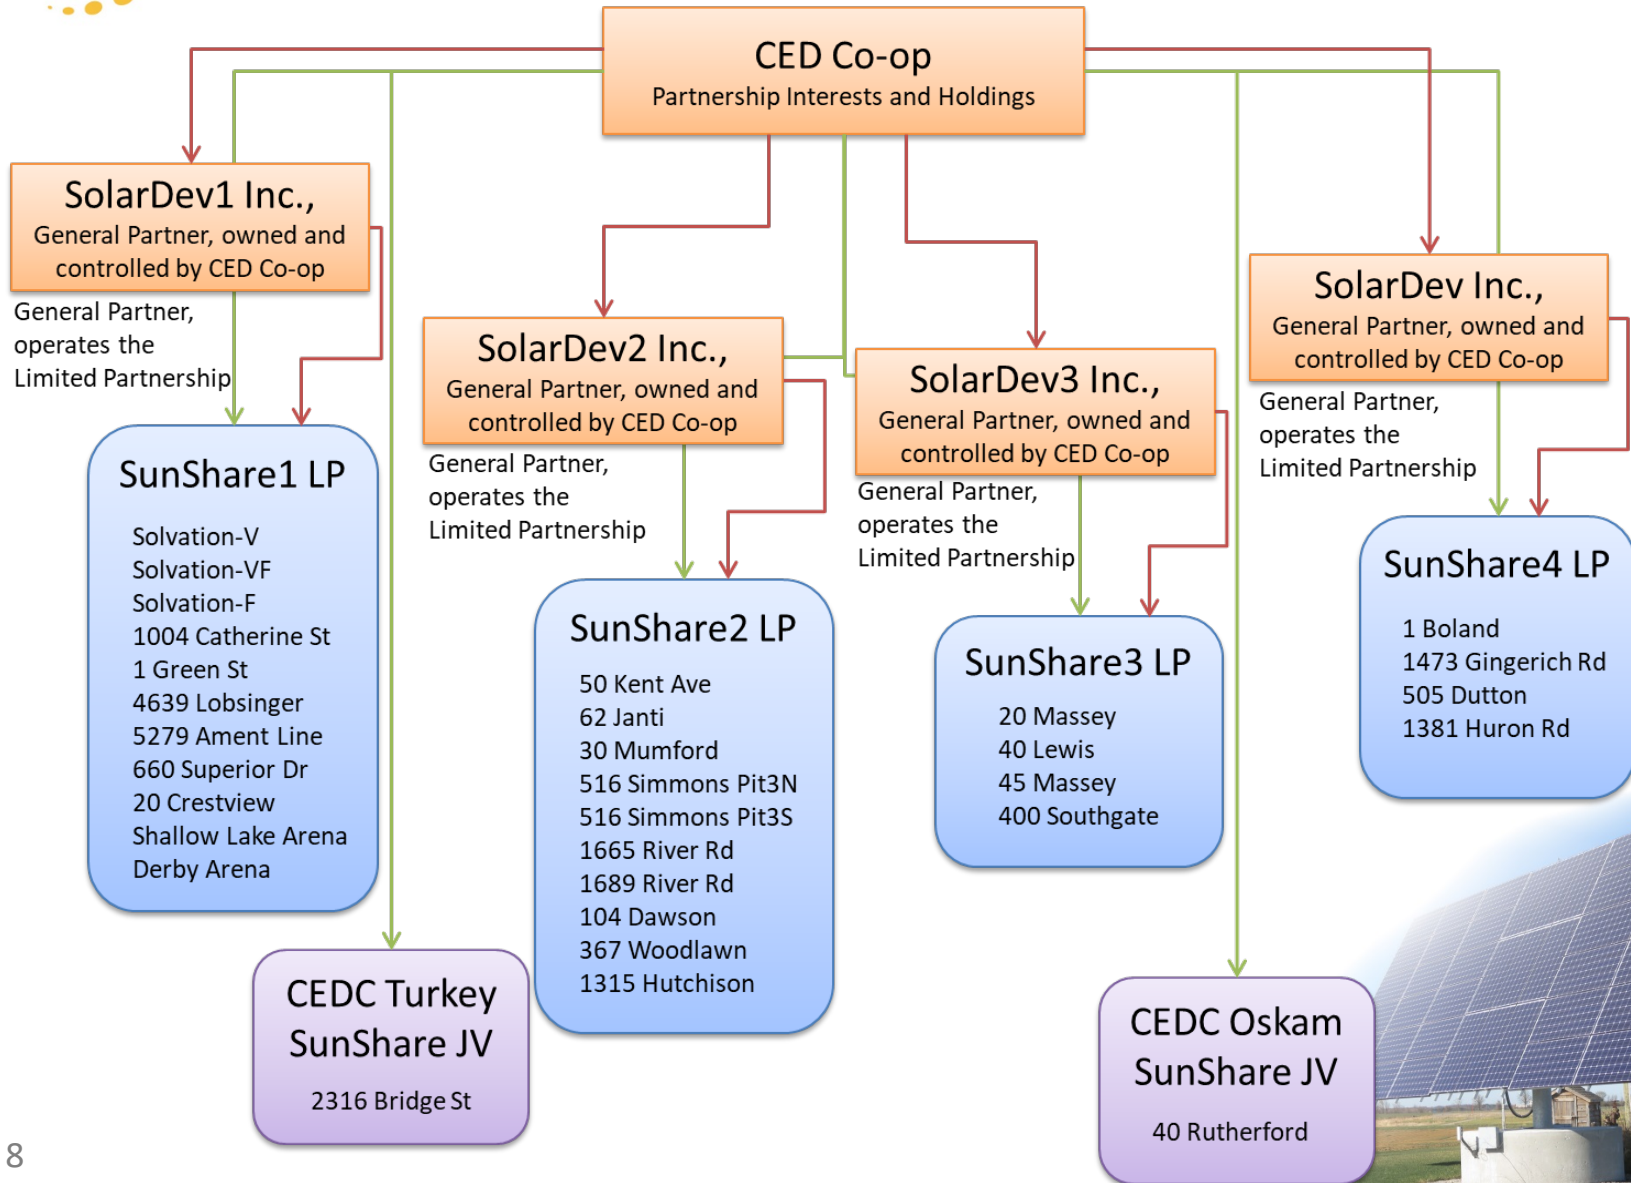 CED Co-op
Partnership Interests and Holdings
SolarDev1 Inc.,
General Partner, owned and
controlled by CED Co-op
General Partner,
operates the
Limited Partnership
SunShare1 LP
Solvation-V
Solvation-VF
Solvation-F
1004 Catherine St
1 Green St
4639 Lobsinger
5279 Ament Line
660 Superior Dr
20 Crestview
Shallow Lake Arena
Derby Arena
CEDC Turkey
SunShare JV
2316 Bridge St
SolarDev2 Inc.,
General Partner, owned and
controlled by CED Co-op
General Partner,
operates the
Limited Partnership
SunShare2 LP
50 Kent Ave
62 Janti
30 Mumford
516 Simmons Pit3N
516 Simmons Pit3S
1665 River Rd
1689 River Rd
104 Dawson
367 Woodlawn
1315 Hutchison
SolarDev3 Inc.,
General Partner, owned and
controlled by CED Co-op
General Partner,
operates the
Limited Partnership
SunShare3 LP
20 Massey
40 Lewis
45 Massey
400 Southgate
SolarDev Inc.,
General Partner, owned and
controlled by CED Co-op
General Partner,
operates the
Limited Partnership
SunShare4 LP
1 Boland
1473 Gingerich Rd
505 Dutton
1381 Huron Rd
CEDC Oskam
SunShare JV
40 Rutherford
8